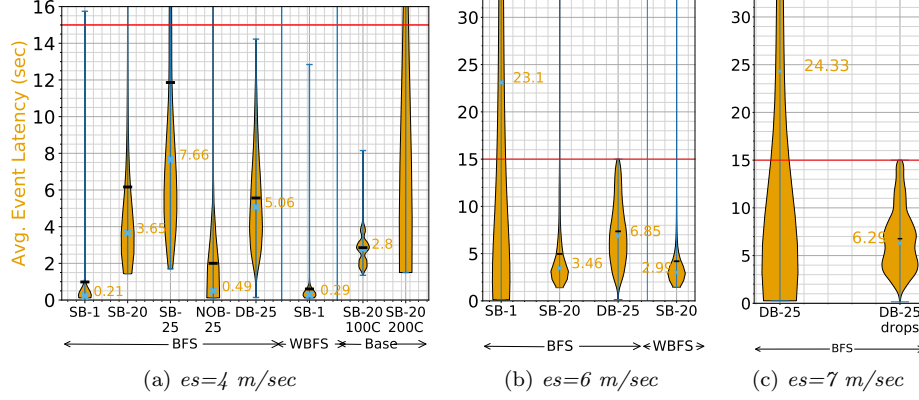 Avg. Event Latency (sec)
16
14
12
10
8
6
4
2
0
0.21
3.65
7.66
0.49
5.06
0.29
2.8
SB-1
SB-20
SB-
25
NOB-
25
DB-25
SB-1
SB-20
100C
SB-20
200C
BFS
WBFS
Base
(a) es=4 m/sec
30
25
20
15
10
5
0
23.1
3.46
6.85
2.99
SB-1
SB-20
DB-25
SB-20
BFS
WBFS
(b) es=6 m/sec
30
25
20
15
10
5
0
24.33
6.29
DB-25
DB-25
drops
BFS
(c) es=7 m/sec